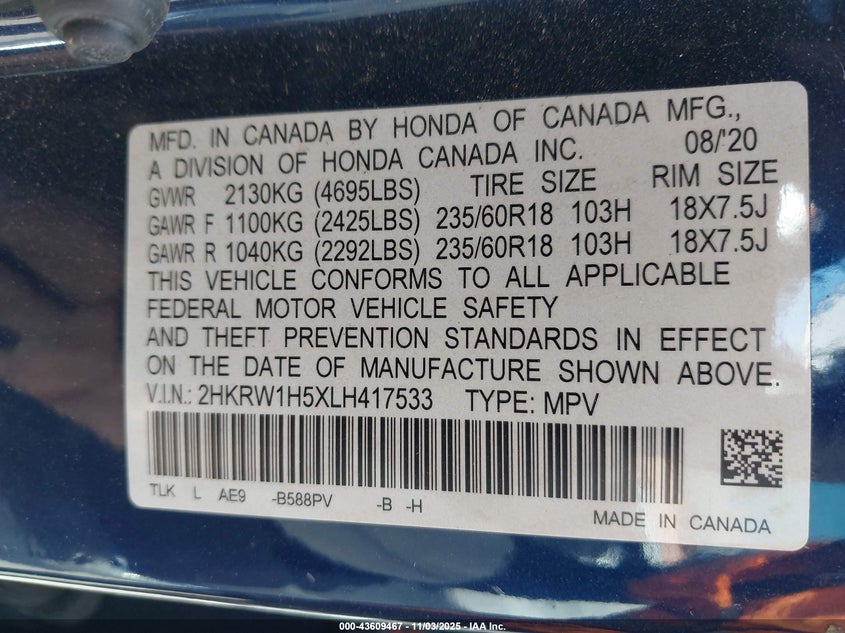 MFD. IN CANADA BY HONDA OF CANADA MFG.,
A DIVISION OF HONDA CANADA INC. 08/'20
GVWR 2130KG (4695LBS) TIRE SIZE RIM SIZE
GAWR F 1100KG (2425LBS) 235/60R18 103H 18X7.5J
GAWR R 1040KG (2292LBS) 235/60R18 103H 18X7.5J
THIS VEHICLE CONFORMS TO ALL APPLICABLE
FEDERAL MOTOR VEHICLE SAFETY
AND THEFT PREVENTION STANDARDS IN EFFECT
ON THE DATE OF MANUFACTURE SHOWN ABOVE.
V.I.N.: 2HKRW1H5XLH417533 TYPE: MPV
TLK L AE9 -B588PV -B -H
MADE IN CANADA
000-43609467 - 11/03/2025 - IAA Inc.